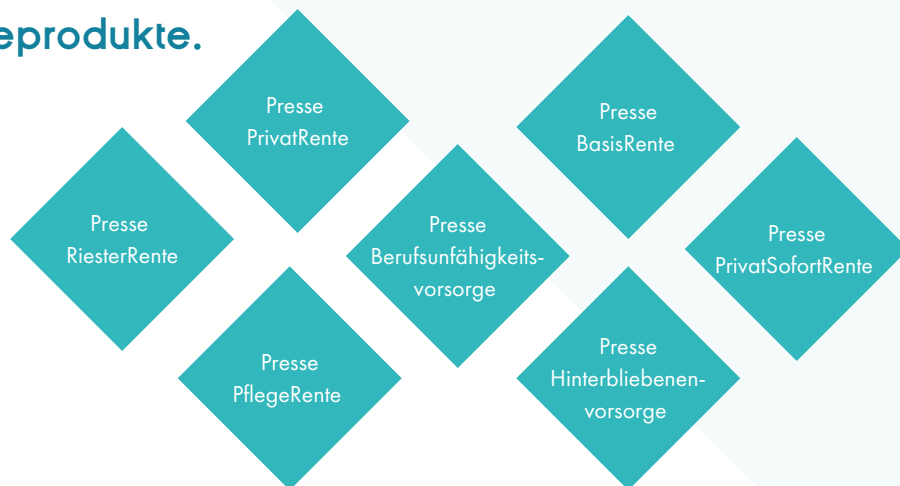 eprodukte.
Presse
PrivatRente
Presse
BasisRente
Presse
RiesterRente
Presse
Berufsunfähigkeits-
vorsorge
Presse
PrivatSofortRente
Presse
PflegeRente
Presse
Hinterbliebenen-
vorsorge